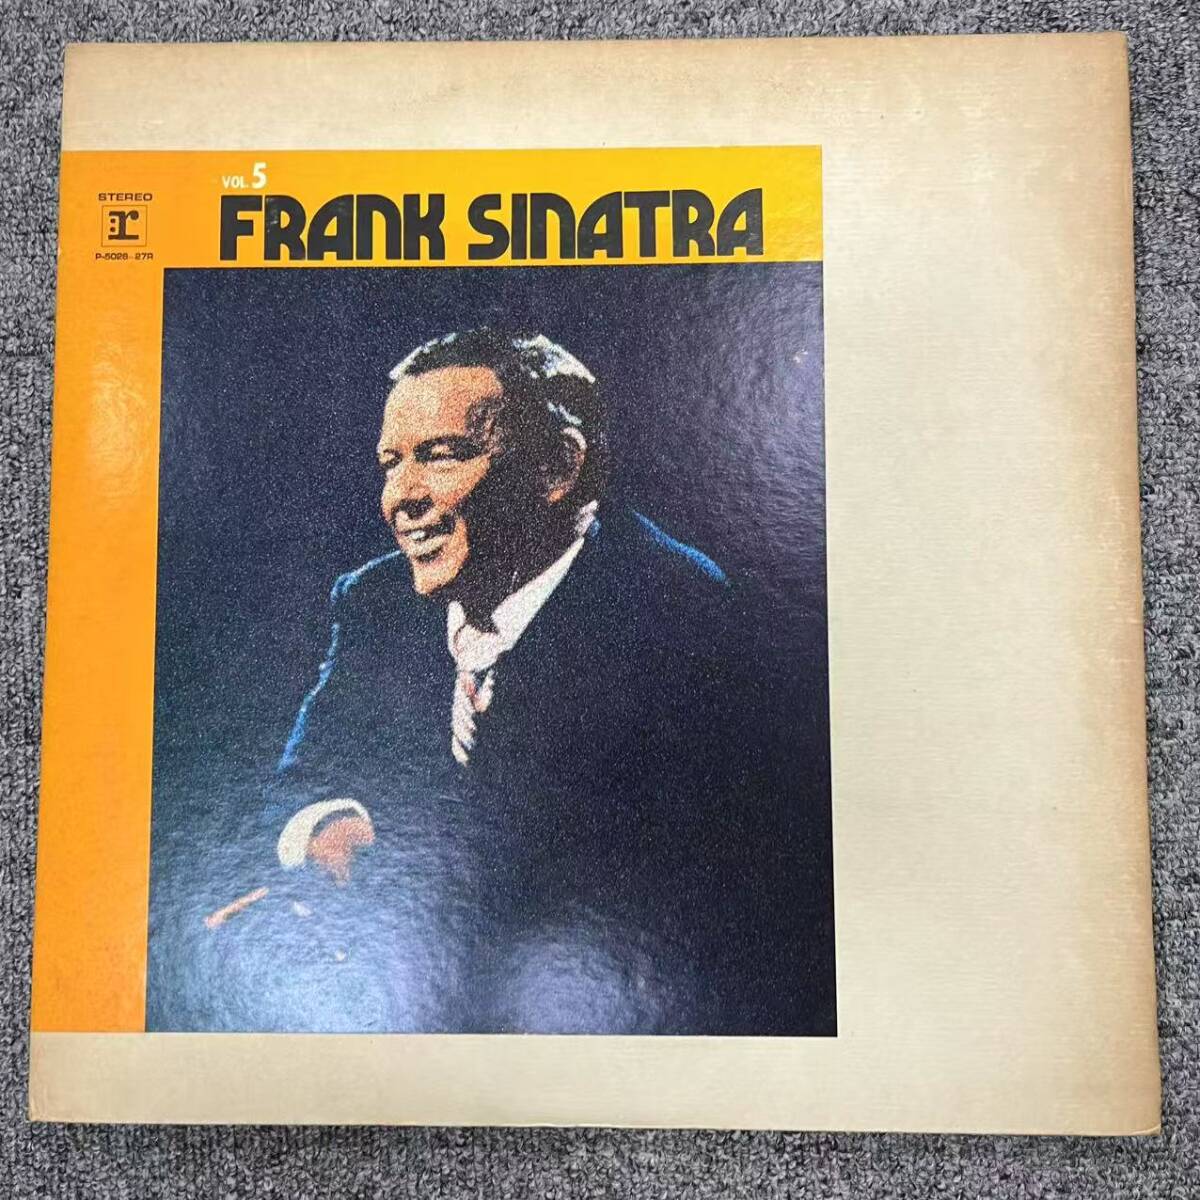 VOL. 5
STEREO
FRANK SINATRA
r
P-5026~27R